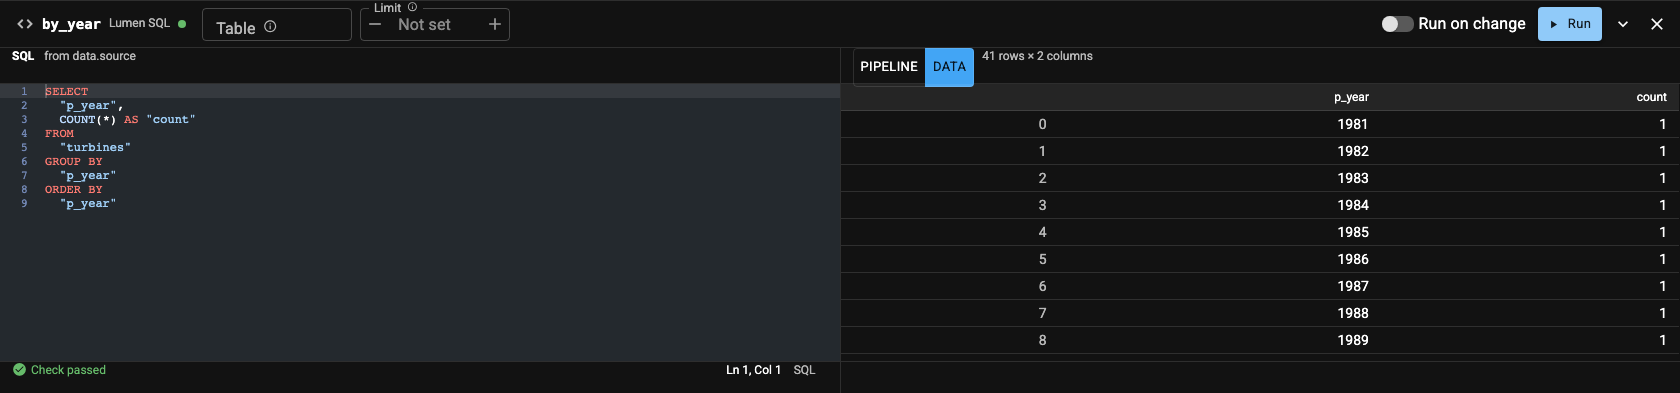 <> by_year Lumen SQL Table Limit − Not set + Run on change Run
SQL from data.source
PIPELINE DATA 41 rows × 2 columns
1 SELECT
2 "p_year",
3 COUNT(*) AS "count"
4 FROM
5 "turbines"
6 GROUP BY
7 "p_year"
8 ORDER BY
9 "p_year"
Check passed Ln 1, Col 1 SQL
p_year count
0 1981 1
1 1982 1
2 1983 1
3 1984 1
4 1985 1
5 1986 1
6 1987 1
7 1988 1
8 1989 1